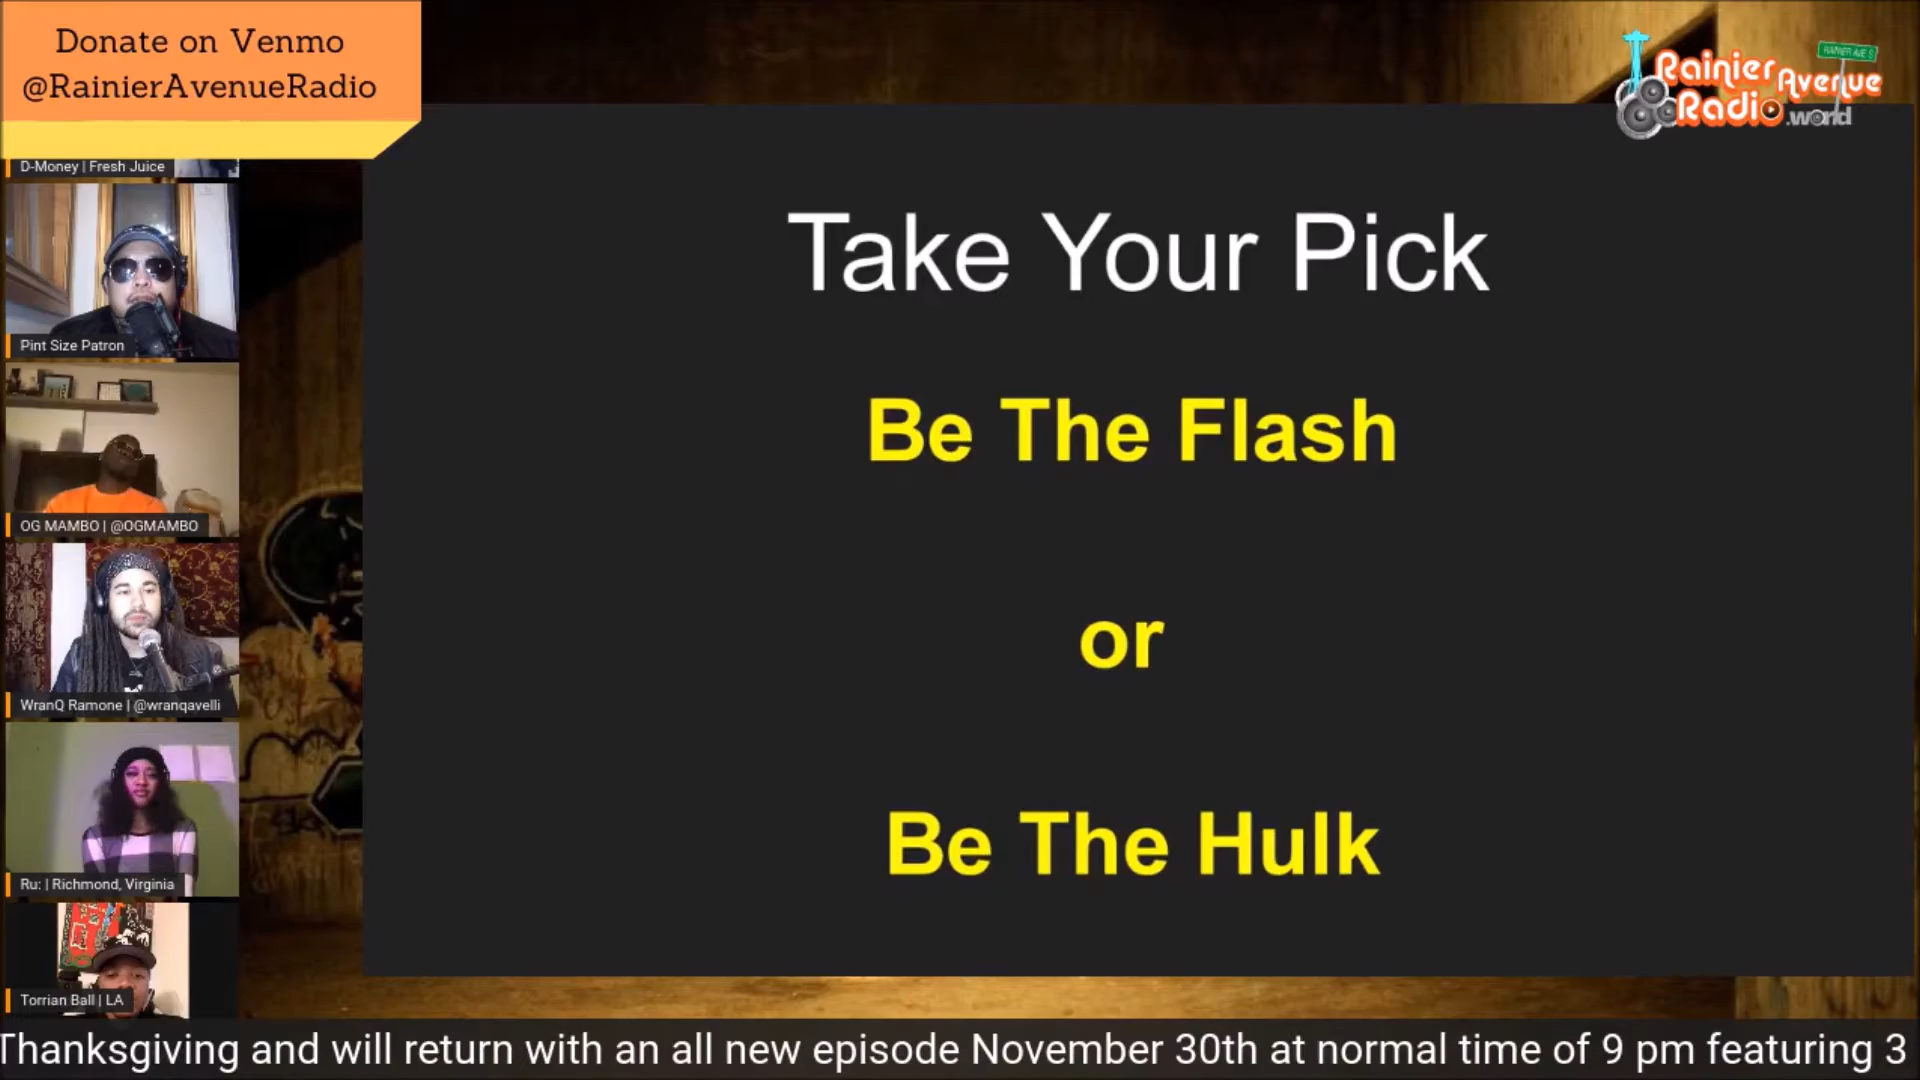 Donate on Venmo
@RainierAvenueRadio
RAINIER AVE S
Rainier Avenue
Radio.world
D-Money | Fresh Juice
Pint Size Patron
OG MAMBO | @OGMAMBO
WranQ Ramone | @wranqavelli
Ru: | Richmond, Virginia
Torrian Ball | LA
Take Your Pick
Be The Flash
or
Be The Hulk
Thanksgiving and will return with an all new episode November 30th at normal time of 9 pm featuring 3